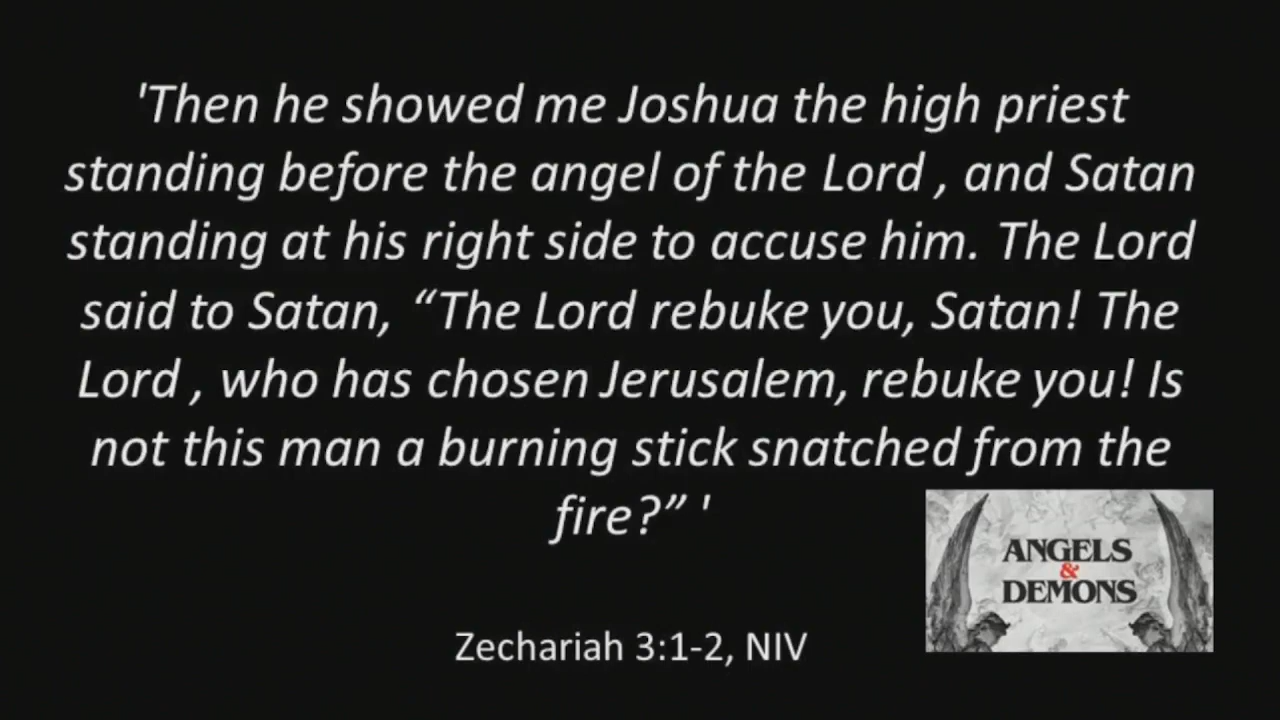 'Then he showed me Joshua the high priest
standing before the angel of the Lord , and Satan
standing at his right side to accuse him. The Lord
said to Satan, “The Lord rebuke you, Satan! The
Lord , who has chosen Jerusalem, rebuke you! Is
not this man a burning stick snatched from the
fire?” '
ANGELS
&
DEMONS
Zechariah 3:1-2, NIV